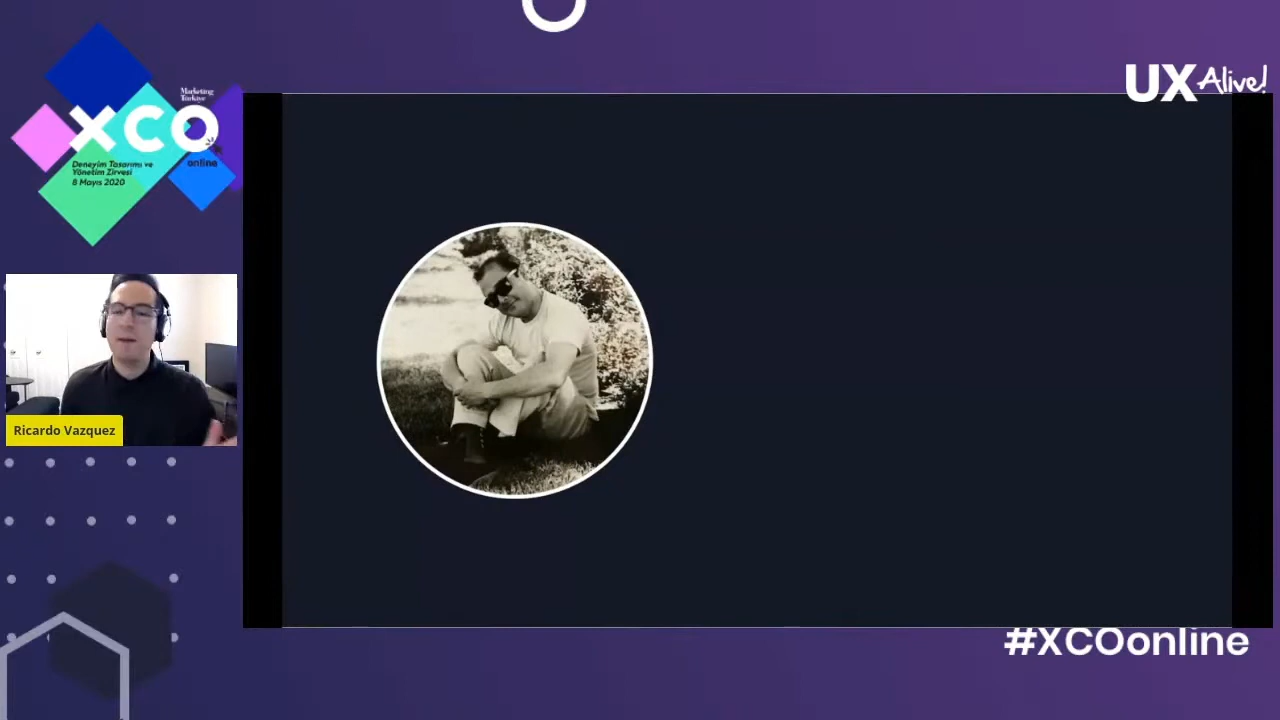 Marketing
Türkiye
XCO
online
Deneyim Tasarımı ve
Yönetim Zirvesi
8 Mayıs 2020
UX Alive!
Ricardo Vazquez
#XCOonline